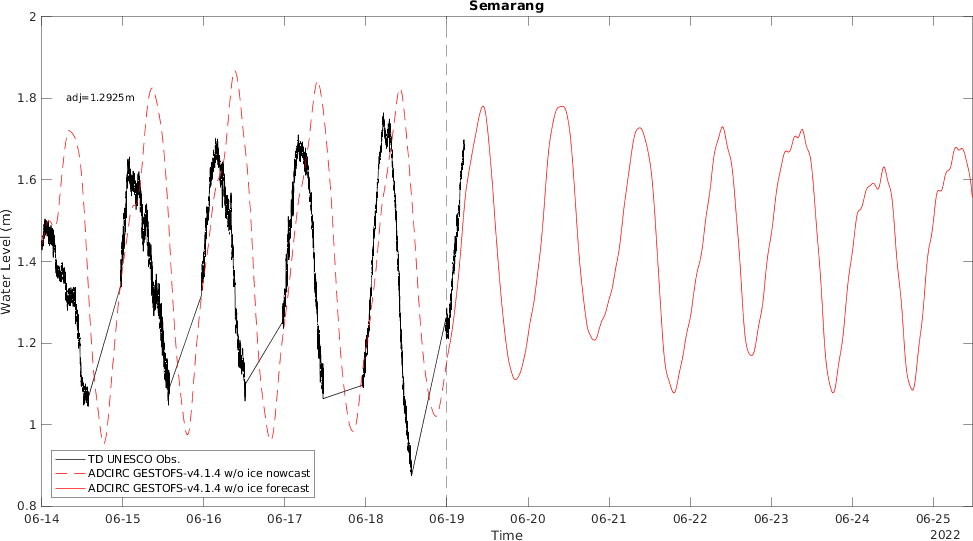 Semarang
2
1.8
1.6
1.4
1.2
1
0.8
Water Level (m)
adj=1.2925m
TD UNESCO Obs.
ADCIRC GESTOFS-v4.1.4 w/o ice nowcast
ADCIRC GESTOFS-v4.1.4 w/o ice forecast
06-14 06-15 06-16 06-17 06-18 06-19 06-20 06-21 06-22 06-23 06-24 06-25
Time
2022